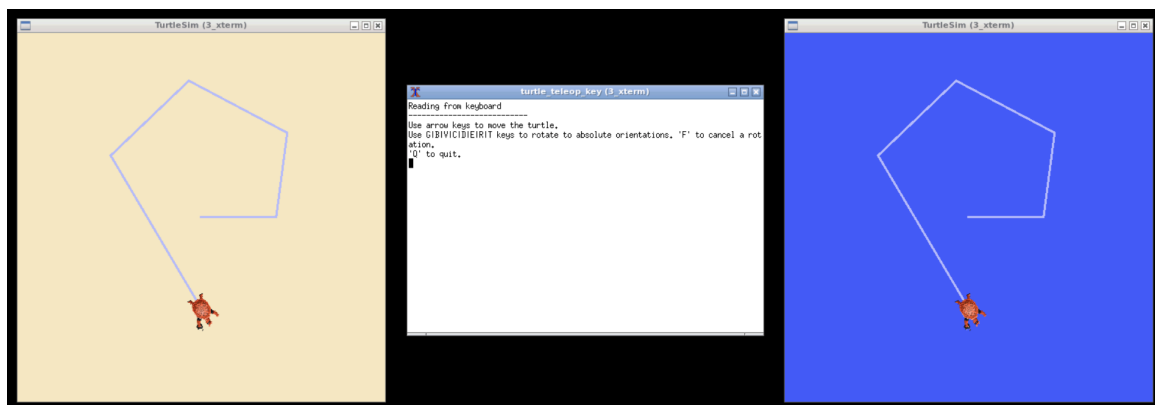 TurtleSim (3_xterm)
turtle_teleop_key (3_xterm)
Reading from keyboard
---------------------------
Use arrow keys to move the turtle.
Use G|B|V|C|D|E|R|T keys to rotate to absolute orientations. 'F' to cancel a rot
ation.
'Q' to quit.
TurtleSim (3_xterm)